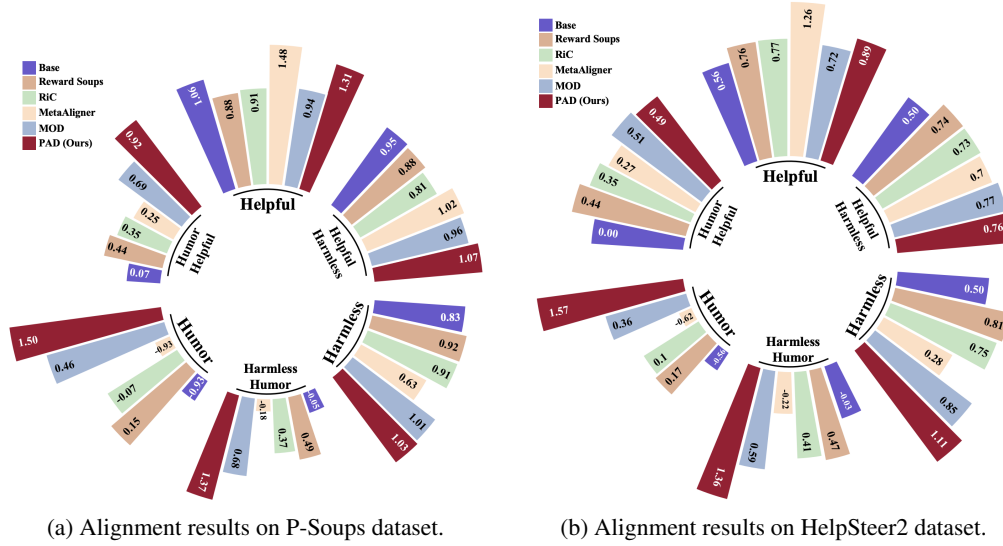 Base
Reward Soups
RiC
MetaAligner
MOD
PAD (Ours)
1.06
0.88
0.91
1.48
0.94
1.31
Helpful
0.95
0.88
0.81
1.02
0.96
1.07
Helpful
Harmless
0.83
0.92
0.91
0.63
1.01
1.03
Harmless
-0.05
0.49
0.37
-0.18
0.68
1.37
Harmless
Humor
-0.93
0.15
-0.07
-0.93
0.46
1.50
Humor
0.07
0.44
0.35
0.25
0.69
0.92
Humor
Helpful
(a) Alignment results on P-Soups dataset.
Base
Reward Soups
RiC
MetaAligner
MOD
PAD (Ours)
0.56
0.76
0.77
1.26
0.72
0.89
Helpful
0.50
0.74
0.73
0.7
0.77
0.76
Helpful
Harmless
0.50
0.81
0.75
0.28
0.85
1.11
Harmless
-0.03
0.47
0.41
-0.22
0.59
1.36
Harmless
Humor
-0.56
0.17
0.1
-0.62
0.36
1.57
Humor
0.00
0.44
0.35
0.27
0.51
0.49
Humor
Helpful
(b) Alignment results on HelpSteer2 dataset.